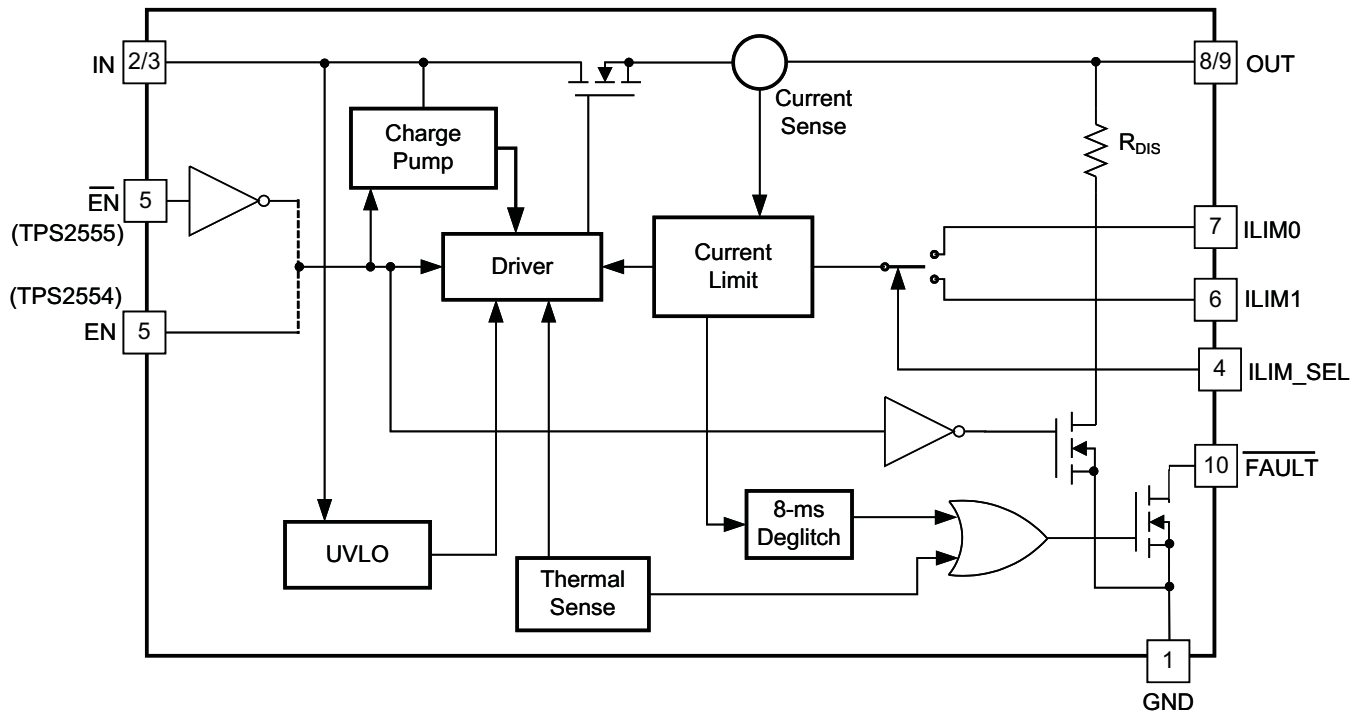 IN
2/3
8/9
OUT
Charge
Pump
Current
Sense
RDIS
EN
5
(TPS2555)
7
ILIM0
Driver
Current
Limit
(TPS2554)
6
ILIM1
EN
5
4
ILIM_SEL
10
FAULT
8-ms
Deglitch
UVLO
Thermal
Sense
1
GND